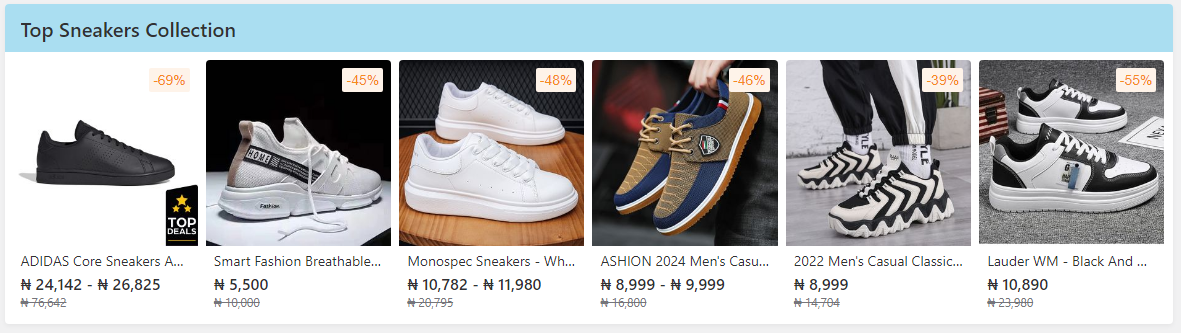 Top Sneakers Collection
-69%
TOP
DEALS
ADIDAS Core Sneakers A...
₦ 24,142 - ₦ 26,825
₦ 76,642
-45%
HOME
Fashion
Smart Fashion Breathable...
₦ 5,500
₦ 10,000
-48%
Monospec Sneakers - Wh...
₦ 10,782 - ₦ 11,980
₦ 20,795
-46%
ASHION 2024 Men's Casu...
₦ 8,999 - ₦ 9,999
₦ 16,800
-39%
STYLE
2022 Men's Casual Classic...
₦ 8,999
₦ 14,704
-55%
Lauder WM - Black And ...
₦ 10,890
₦ 23,980